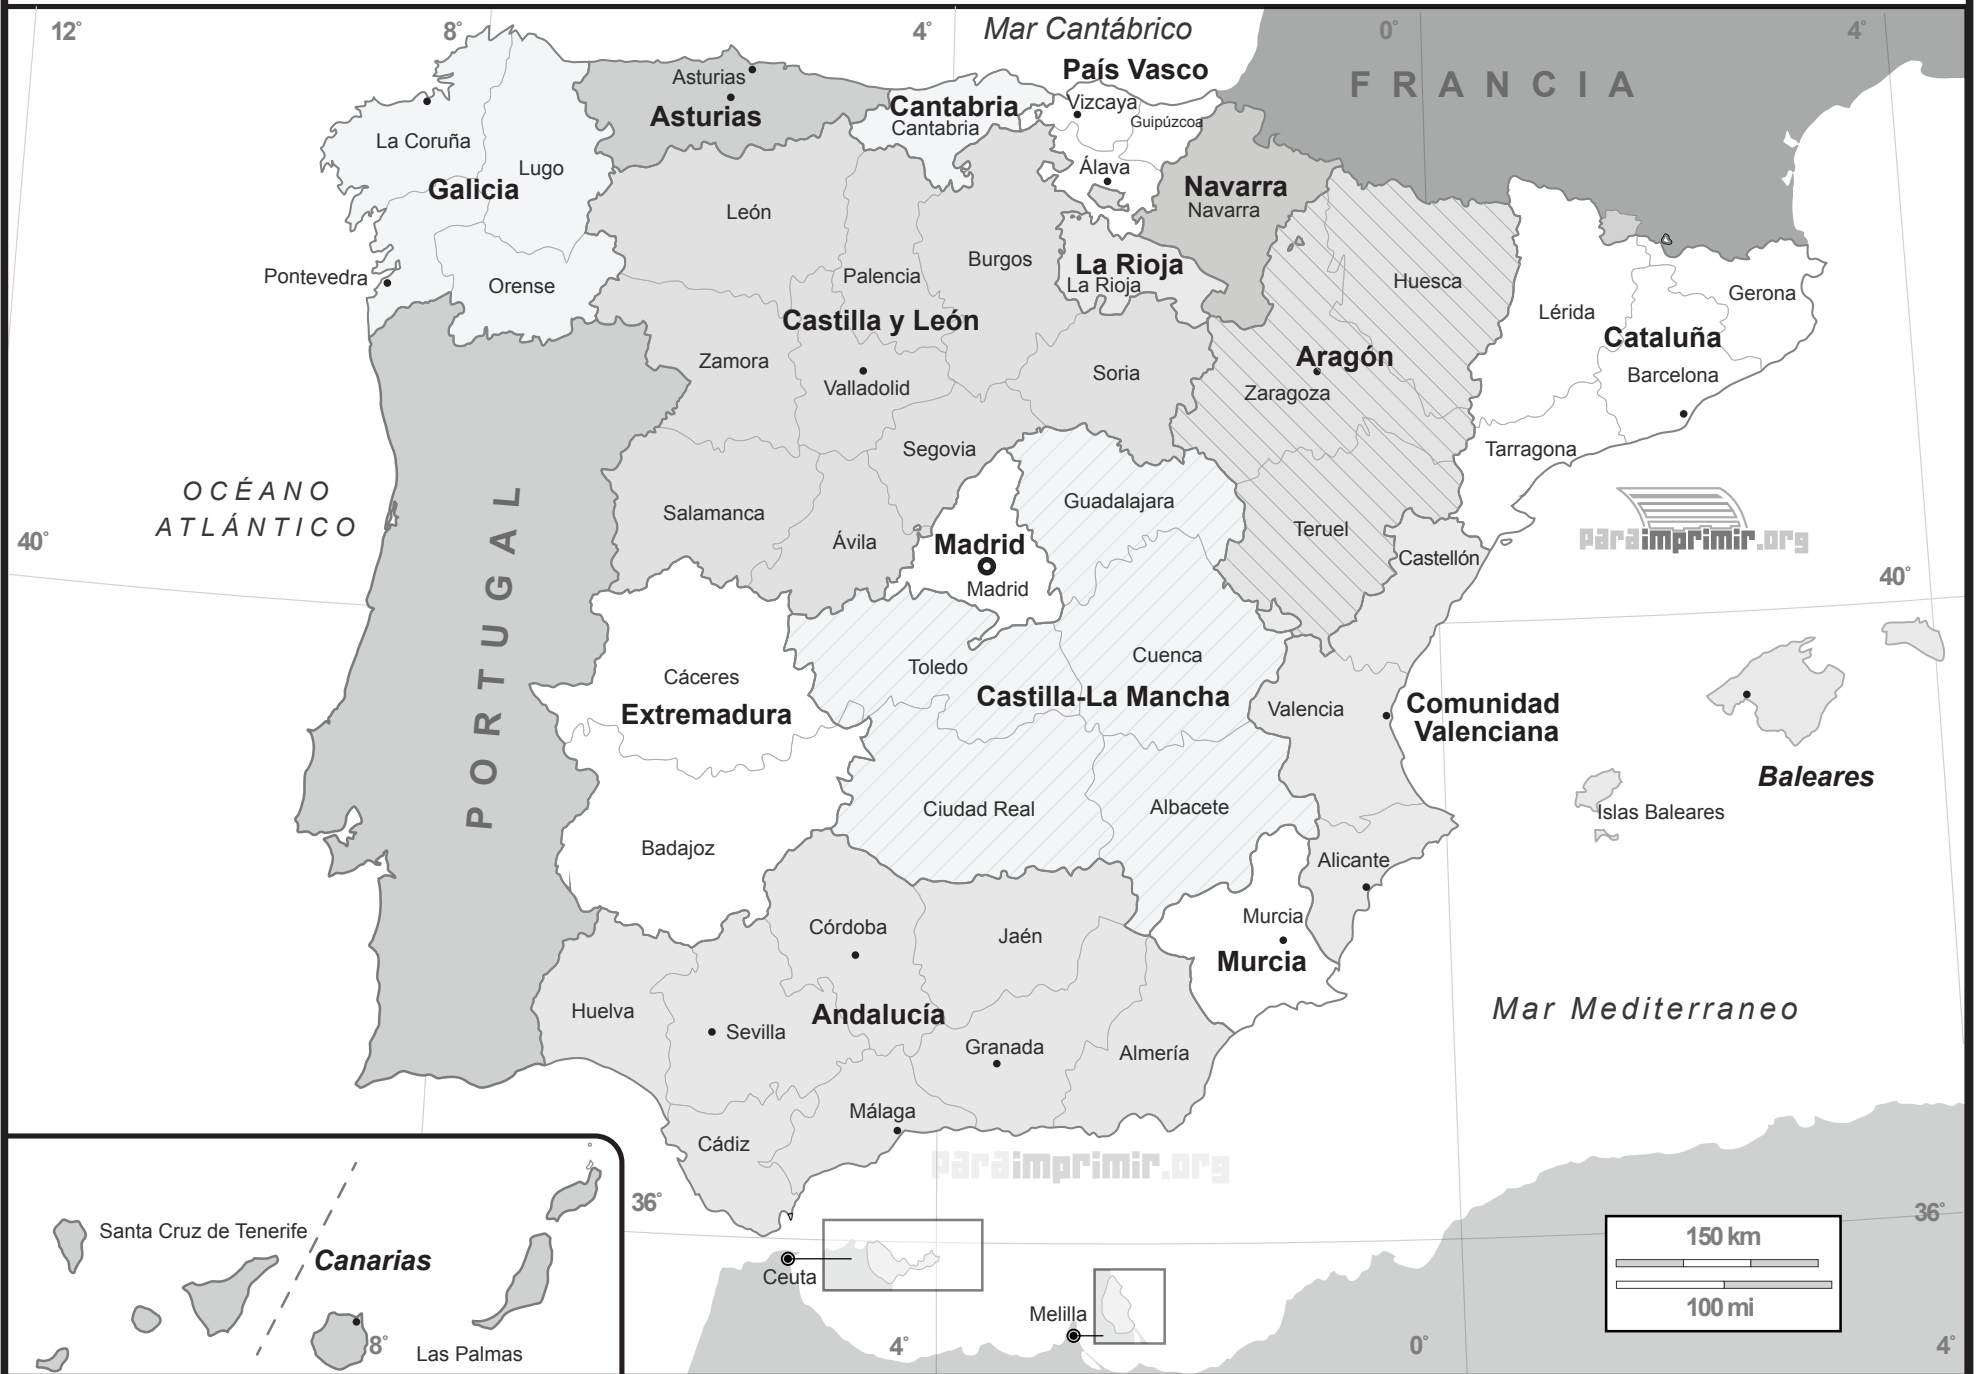 12°
8°
4°
Mar Cantábrico
0°
4°
País Vasco
FRANCIA
Asturias
Asturias
Cantabria
Cantabria
Vizcaya
Guipúzcoa
La Coruña
Lugo
Galicia
Álava
Navarra
Navarra
León
Pontevedra
Orense
Palencia
Burgos
La Rioja
La Rioja
Huesca
Lérida
Gerona
Castilla y León
Cataluña
Zamora
Valladolid
Soria
Aragón
Zaragoza
Barcelona
Segovia
Tarragona
OCÉANO
ATLÁNTICO
PORTUGAL
Salamanca
Ávila
Guadalajara
Madrid
Madrid
Teruel
Castellón
paraimprimir.org
40°
40°
Toledo
Cuenca
Cáceres
Extremadura
Castilla-La Mancha
Valencia
Comunidad
Valenciana
Baleares
Islas Baleares
Ciudad Real
Albacete
Badajoz
Alicante
Córdoba
Jaén
Murcia
Murcia
Huelva
Sevilla
Andalucía
Granada
Almería
Mar Mediterraneo
Málaga
Cádiz
paraimprimir.org
36°
36°
Santa Cruz de Tenerife
Canarias
Las Palmas
8°
Ceuta
Melilla
4°
0°
4°
150 km
100 mi